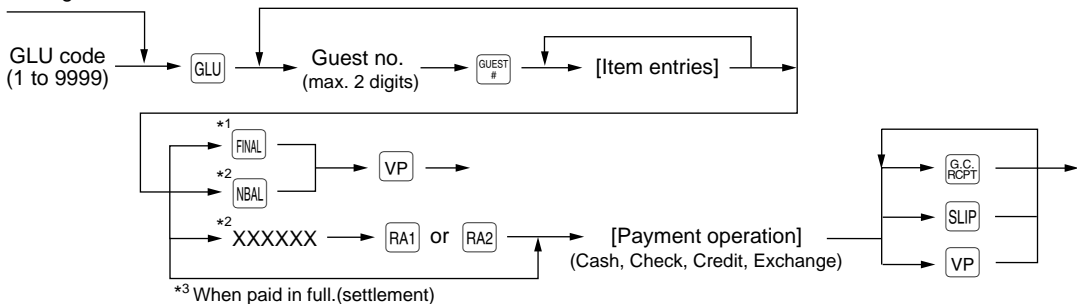 GLU code
(1 to 9999)
GLU
Guest no.
(max. 2 digits)
GUEST
#
[Item entries]
*1
FINAL
*2
NBAL
VP
*2
XXXXXX
RA1 or RA2
[Payment operation]
(Cash, Check, Credit, Exchange)
G.C.
RCPT
SLIP
VP
*3 When paid in full.(settlement)